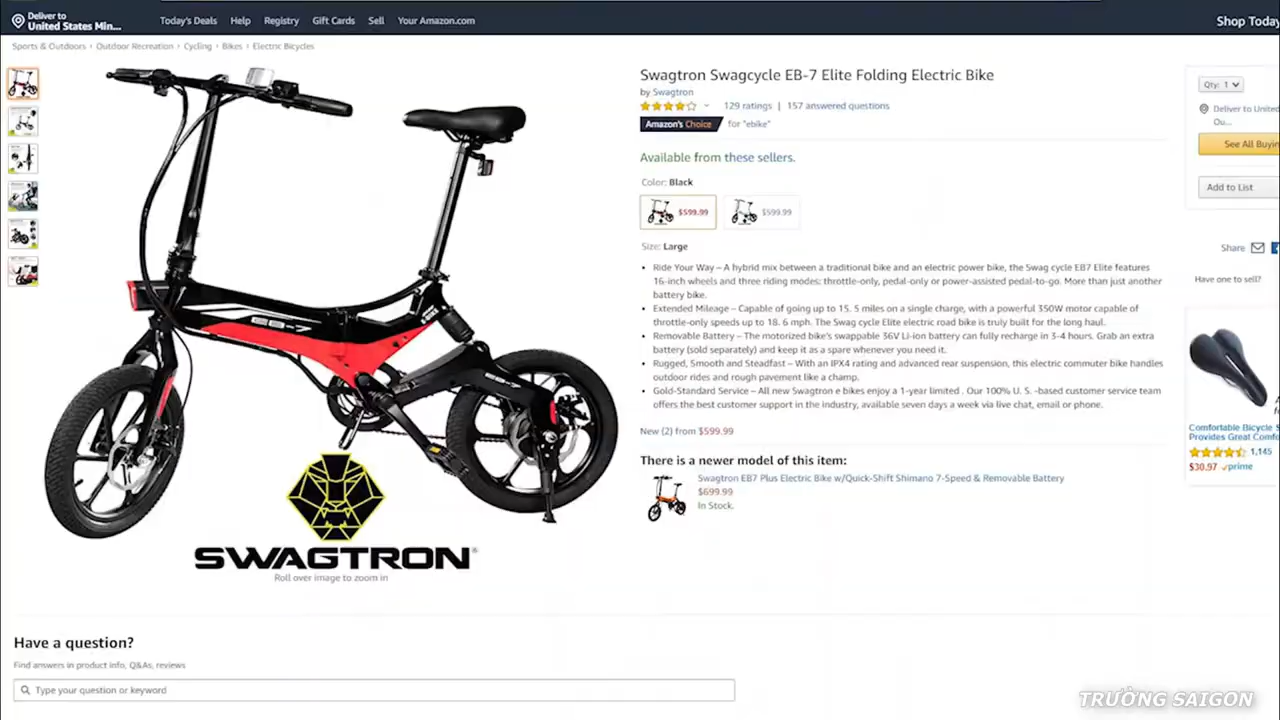 Deliver to
United States Min...
Today's Deals Help Registry Gift Cards Sell Your Amazon.com
Shop Today
Sports & Outdoors › Outdoor Recreation › Cycling › Bikes › Electric Bicycles
Swagtron Swagcycle EB-7 Elite Folding Electric Bike
by Swagtron
129 ratings | 157 answered questions
Amazon's Choice for "ebike"
Available from these sellers.
Color: Black
$599.99 $599.99
Size: Large
• Ride Your Way – A hybrid mix between a traditional bike and an electric power bike, the Swag cycle EB7 Elite features
16-inch wheels and three riding modes: throttle-only, pedal-only or power-assisted pedal-to-go. More than just another
battery bike.
• Extended Mileage – Capable of going up to 15. 5 miles on a single charge, with a powerful 350W motor capable of
throttle-only speeds up to 18. 6 mph. The Swag cycle Elite electric road bike is truly built for the long haul.
• Removable Battery – The motorized bike's swappable 36V Li-ion battery can fully recharge in 3-4 hours. Grab an extra
battery (sold separately) and keep it as a spare whenever you need it.
• Rugged, Smooth and Steadfast – With an IPX4 rating and advanced rear suspension, this electric commuter bike handles
outdoor rides and rough pavement like a champ.
• Gold-Standard Service – All new Swagtron e bikes enjoy a 1-year limited . Our 100% U. S. -based customer service team
offers the best customer support in the industry, available seven days a week via live chat, email or phone.
New (2) from $599.99
There is a newer model of this item:
Swagtron EB7 Plus Electric Bike w/Quick-Shift Shimano 7-Speed & Removable Battery
$699.99
In Stock.
Qty: 1
Deliver to United
Ou...
See All Buyin
Add to List
Share
Have one to sell?
Comfortable Bicycle S
Provides Great Comfo
1,145
$30.97 prime
EB-7
EB-7
SWAGTRON®
Roll over image to zoom in
Have a question?
Find answers in product info, Q&As, reviews
Type your question or keyword
TRƯỜNG SAIGON